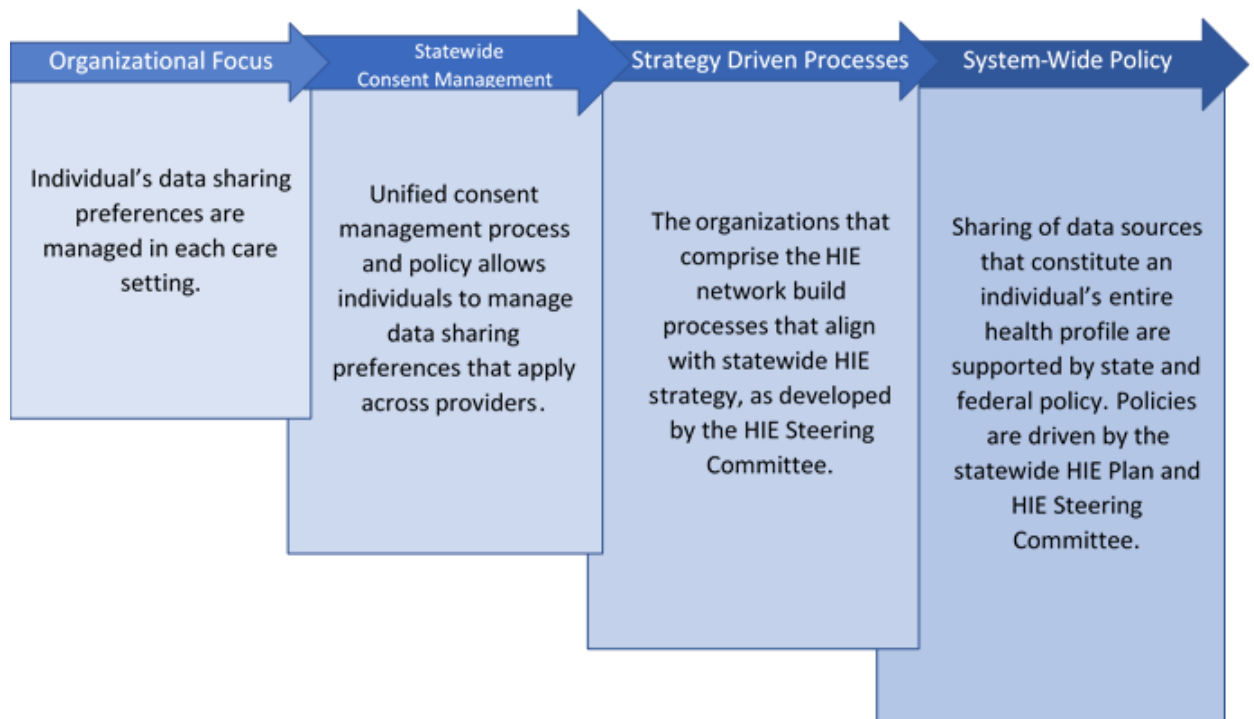 Organizational Focus
Individual's data sharing
preferences are
managed in each care
setting.
Statewide
Consent Management
Unified consent
management process
and policy allows
individuals to manage
data sharing
preferences that apply
across providers.
Strategy Driven Processes
The organizations that
comprise the HIE
network build
processes that align
with statewide HIE
strategy, as developed
by the HIE Steering
Committee.
System-Wide Policy
Sharing of data sources
that constitute an
individual's entire
health profile are
supported by state and
federal policy. Policies
are driven by the
statewide HIE Plan and
HIE Steering
Committee.